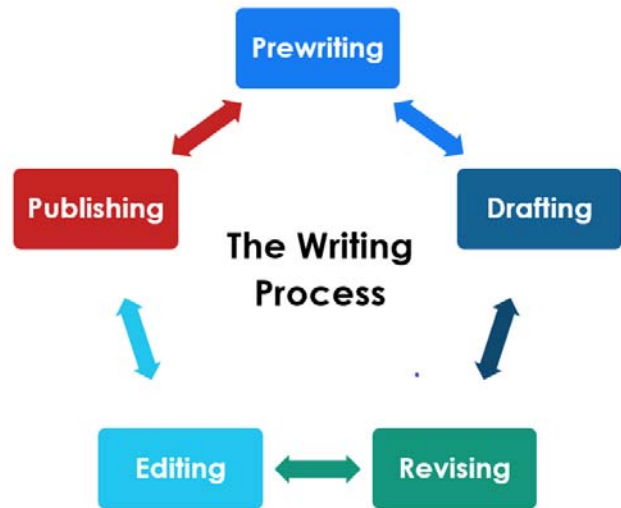 Prewriting
Publishing
Drafting
The Writing
Process
Editing
Revising